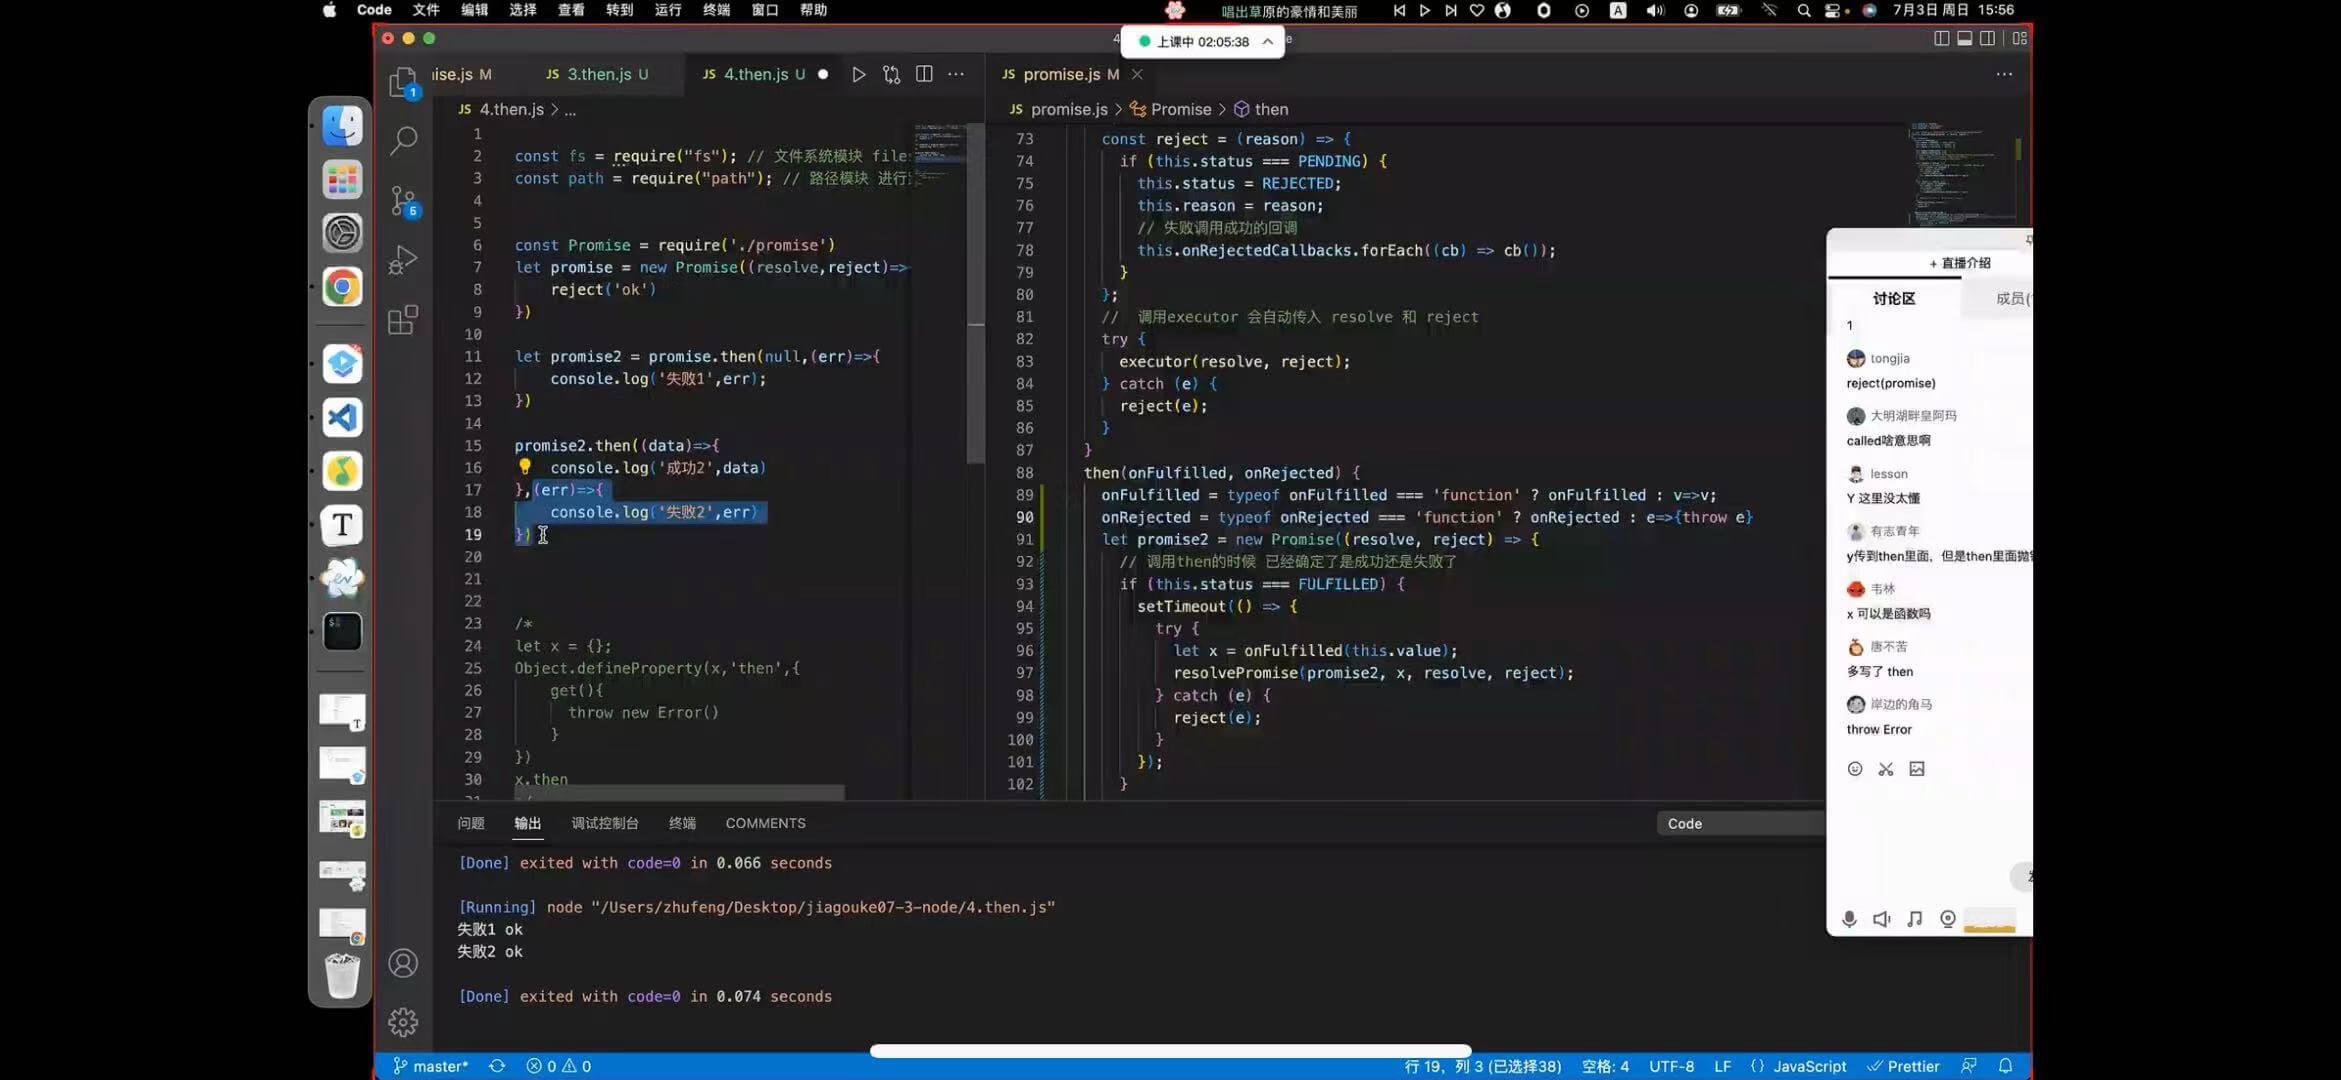 Code 文件 编辑 选择 查看 转到 运行 终端 窗口 帮助
唱出草原的豪情和美丽
A
7月3日 周日 15:56
上课中 02:05:38
ise.js M
JS 3.then.js U
JS 4.then.js U
JS promise.js M
JS 4.then.js > ...
JS promise.js > Promise > then
1
2 const fs = require("fs"); // 文件系统模块 file
3 const path = require("path"); // 路径模块 进行
4
5
6 const Promise = require('./promise')
7 let promise = new Promise((resolve,reject)=>
8 reject('ok')
9 })
10
11 let promise2 = promise.then(null,(err)=>{
12 console.log('失败1',err);
13 })
14
15 promise2.then((data)=>{
16 console.log('成功2',data)
17 },(err)=>{
18 console.log('失败2',err)
19 })
20
21
22
23 /*
24 let x = {};
25 Object.defineProperty(x,'then',{
26 get(){
27 throw new Error()
28 }
29 })
30 x.then
73 const reject = (reason) => {
74 if (this.status === PENDING) {
75 this.status = REJECTED;
76 this.reason = reason;
77 // 失败调用成功的回调
78 this.onRejectedCallbacks.forEach((cb) => cb());
79 }
80 };
81 // 调用executor 会自动传入 resolve 和 reject
82 try {
83 executor(resolve, reject);
84 } catch (e) {
85 reject(e);
86 }
87 }
88 then(onFulfilled, onRejected) {
89 onFulfilled = typeof onFulfilled === 'function' ? onFulfilled : v=>v;
90 onRejected = typeof onRejected === 'function' ? onRejected : e=>{throw e}
91 let promise2 = new Promise((resolve, reject) => {
92 // 调用then的时候 已经确定了是成功还是失败了
93 if (this.status === FULFILLED) {
94 setTimeout(() => {
95 try {
96 let x = onFulfilled(this.value);
97 resolvePromise(promise2, x, resolve, reject);
98 } catch (e) {
99 reject(e);
100 }
101 });
102 }
+ 直播介绍
讨论区
成员(
1
tongjia
reject(promise)
大明湖畔皇阿玛
called啥意思啊
lesson
Y 这里没太懂
有志青年
y传到then里面，但是then里面抛
韦林
x 可以是函数吗
唐不苦
多写了 then
岸边的角马
throw Error
问题 输出 调试控制台 终端 COMMENTS
Code
[Done] exited with code=0 in 0.066 seconds
[Running] node "/Users/zhufeng/Desktop/jiagouke07-3-node/4.then.js"
失败1 ok
失败2 ok
[Done] exited with code=0 in 0.074 seconds
master* 0 0
行 19，列 3 (已选择38) 空格: 4 UTF-8 LF {} JavaScript Prettier